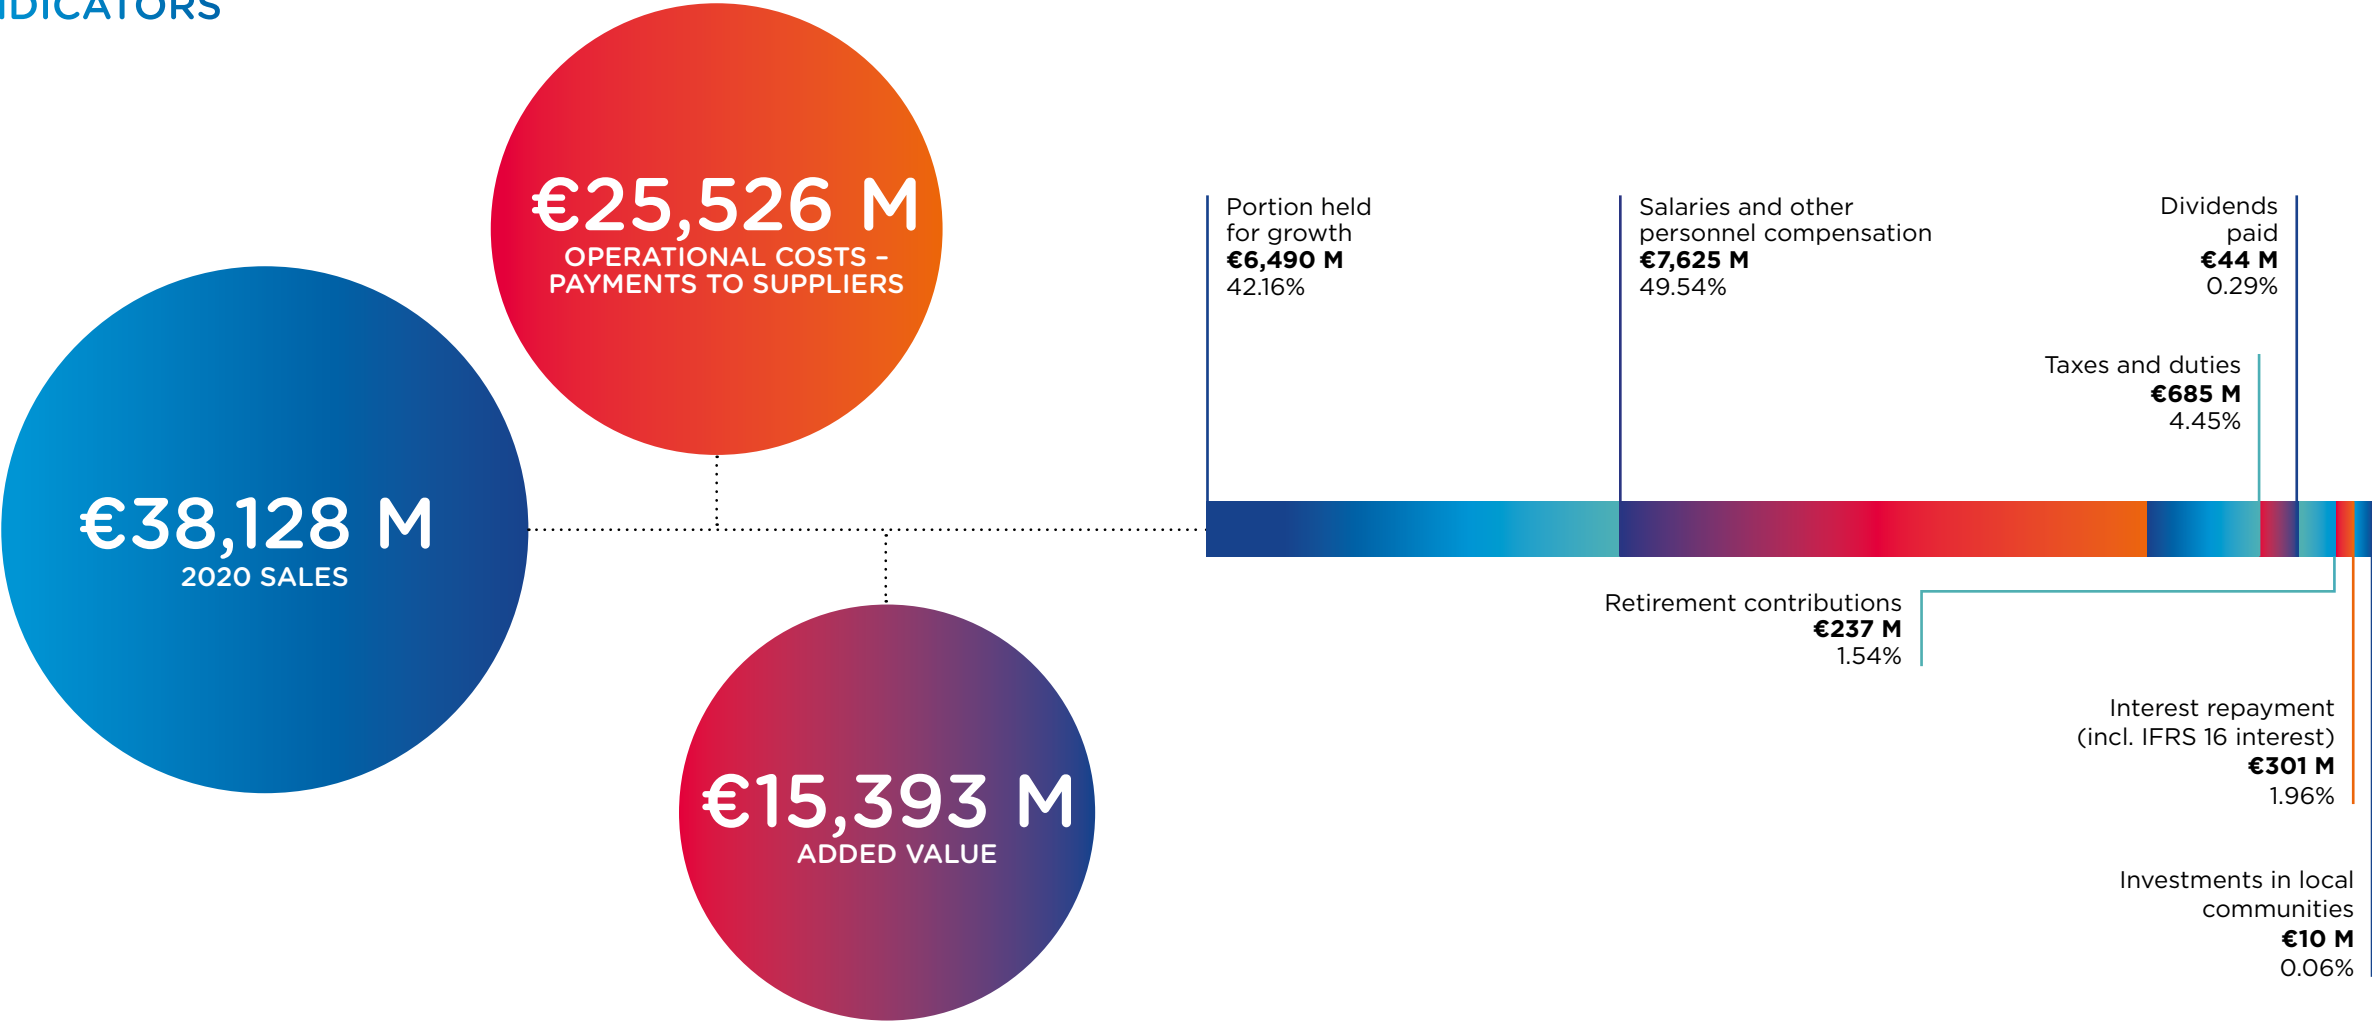 €25,526 M
OPERATIONAL COSTS –
PAYMENTS TO SUPPLIERS
€38,128 M
2020 SALES
€15,393 M
ADDED VALUE
Portion held
for growth
€6,490 M
42.16%
Salaries and other
personnel compensation
€7,625 M
49.54%
Dividends
paid
€44 M
0.29%
Taxes and duties
€685 M
4.45%
Retirement contributions
€237 M
1.54%
Interest repayment
(incl. IFRS 16 interest)
€301 M
1.96%
Investments in local
communities
€10 M
0.06%